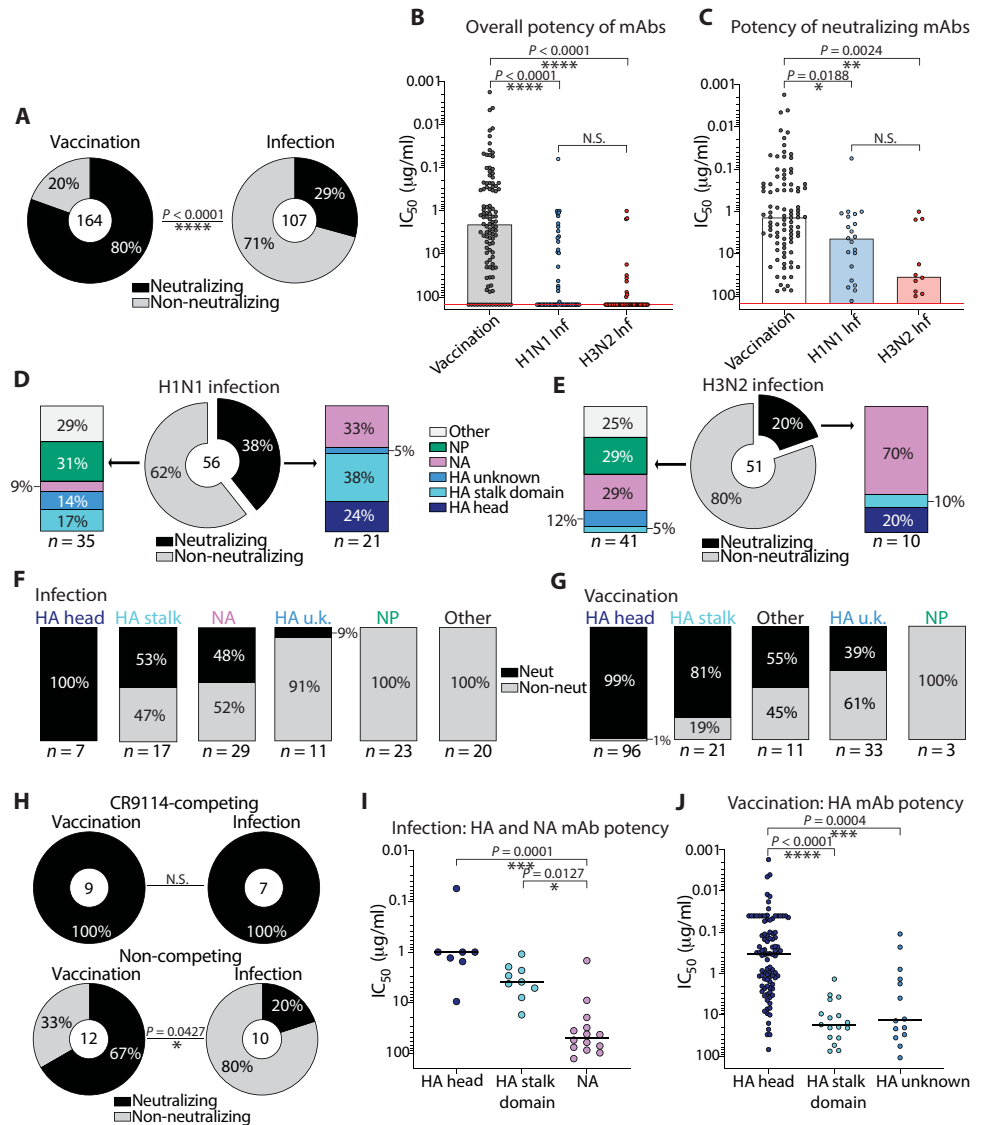 A
Vaccination
Infection
20%
164
80%
P < 0.0001
****
29%
107
71%
Neutralizing
Non-neutralizing
B
Overall potency of mAbs
P < 0.0001
****
P < 0.0001
****
N.S.
IC50 (µg/ml)
0.001
0.01
0.1
1
10
100
Vaccination
H1N1 Inf
H3N2 Inf
C
Potency of neutralizing mAbs
P = 0.0024
**
P = 0.0188
*
N.S.
IC50 (µg/ml)
0.001
0.01
0.1
1
10
100
Vaccination
H1N1 Inf
H3N2 Inf
D
H1N1 infection
29%
31%
9%
14%
17%
n = 35
62%
56
38%
Neutralizing
Non-neutralizing
33%
5%
38%
24%
n = 21
Other
NP
NA
HA unknown
HA stalk domain
HA head
E
H3N2 infection
25%
29%
29%
12%
5%
n = 41
20%
51
80%
Neutralizing
Non-neutralizing
70%
10%
20%
n = 10
F
Infection
HA head
HA stalk
NA
HA u.k.
NP
Other
100%
53%
47%
48%
52%
9%
91%
100%
100%
n = 7
n = 17
n = 29
n = 11
n = 23
n = 20
Neut
Non-neut
G
Vaccination
HA head
HA stalk
Other
HA u.k.
NP
99%
1%
81%
19%
55%
45%
39%
61%
100%
n = 96
n = 21
n = 11
n = 33
n = 3
H
CR9114-competing
Vaccination
Infection
9
100%
N.S.
7
100%
Non-competing
Vaccination
Infection
33%
12
67%
P = 0.0427
*
20%
10
80%
Neutralizing
Non-neutralizing
I
Infection: HA and NA mAb potency
P = 0.0001
***
P = 0.0127
*
IC50 (µg/ml)
0.01
0.1
1
10
100
HA head
HA stalk
NA
domain
J
Vaccination: HA mAb potency
P = 0.0004
***
P < 0.0001
****
IC50 (µg/ml)
0.001
0.01
0.1
1
10
100
HA head
HA stalk
HA unknown
domain